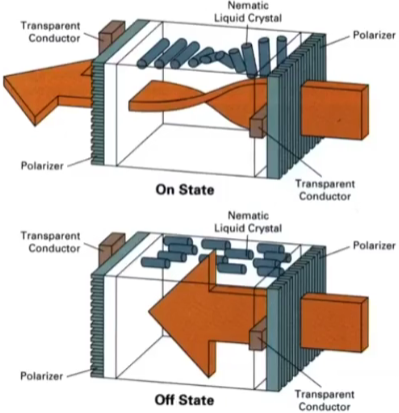 Nematic
Liquid Crystal
Transparent
Conductor
Polarizer
Polarizer
Transparent
Conductor
On State
Nematic
Liquid Crystal
Transparent
Conductor
Polarizer
Polarizer
Transparent
Conductor
Off State